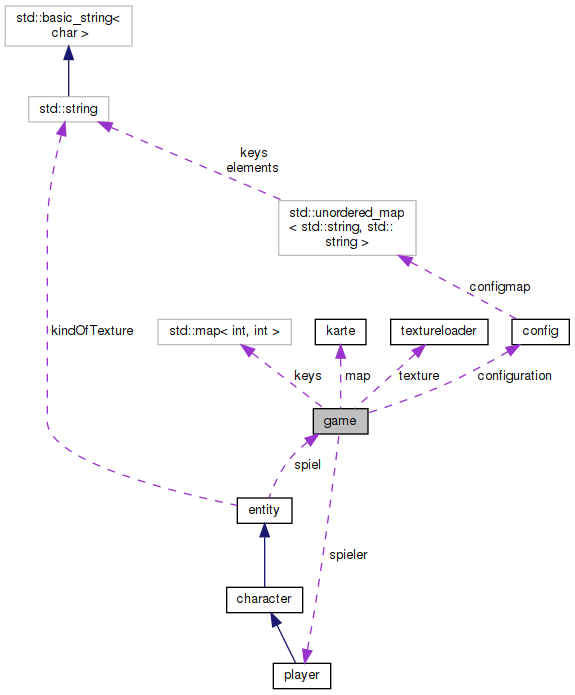 std::basic_string<
char >
std::string
keys
elements
std::unordered_map
< std::string, std::
string >
configmap
kindOfTexture
std::map< int, int >
karte
textureloader
config
keys
map
texture
configuration
game
spiel
entity
spieler
character
player